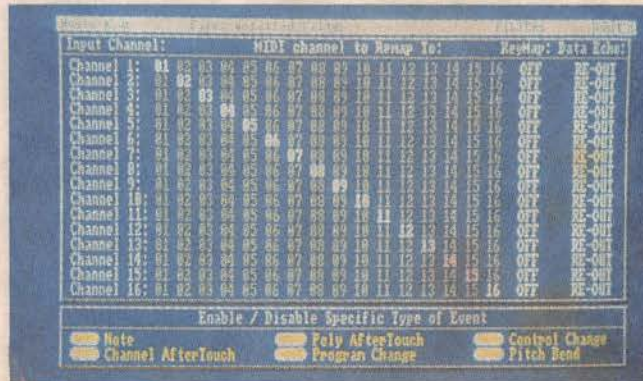 Input Channel: MIDI channel to Remap To: KeyMap: Data Echo:
Channel 1: 01 02 03 04 05 06 07 08 09 10 11 12 13 14 15 16 OFF RE-OUT
Channel 2: 01 02 03 04 05 06 07 08 09 10 11 12 13 14 15 16 OFF RE-OUT
Channel 3: 01 02 03 04 05 06 07 08 09 10 11 12 13 14 15 16 OFF RE-OUT
Channel 4: 01 02 03 04 05 06 07 08 09 10 11 12 13 14 15 16 OFF RE-OUT
Channel 5: 01 02 03 04 05 06 07 08 09 10 11 12 13 14 15 16 OFF RE-OUT
Channel 6: 01 02 03 04 05 06 07 08 09 10 11 12 13 14 15 16 OFF RE-OUT
Channel 7: 01 02 03 04 05 06 07 08 09 10 11 12 13 14 15 16 OFF RE-OUT
Channel 8: 01 02 03 04 05 06 07 08 09 10 11 12 13 14 15 16 OFF RE-OUT
Channel 9: 01 02 03 04 05 06 07 08 09 10 11 12 13 14 15 16 OFF RE-OUT
Channel 10: 01 02 03 04 05 06 07 08 09 10 11 12 13 14 15 16 OFF RE-OUT
Channel 11: 01 02 03 04 05 06 07 08 09 10 11 12 13 14 15 16 OFF RE-OUT
Channel 12: 01 02 03 04 05 06 07 08 09 10 11 12 13 14 15 16 OFF RE-OUT
Channel 13: 01 02 03 04 05 06 07 08 09 10 11 12 13 14 15 16 OFF RE-OUT
Channel 14: 01 02 03 04 05 06 07 08 09 10 11 12 13 14 15 16 OFF RE-OUT
Channel 15: 01 02 03 04 05 06 07 08 09 10 11 12 13 14 15 16 OFF RE-OUT
Channel 16: 01 02 03 04 05 06 07 08 09 10 11 12 13 14 15 16 OFF RE-OUT
Enable / Disable Specific Type of Event
Note Poly AfterTouch Control Change
Channel AfterTouch Program Change Pitch Bend